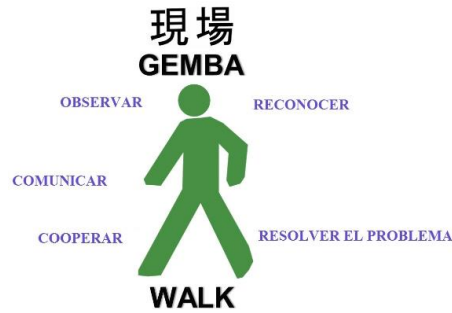 現場
GEMBA
OBSERVAR
RECONOCER
COMUNICAR
COOPERAR
RESOLVER EL PROBLEMA
WALK